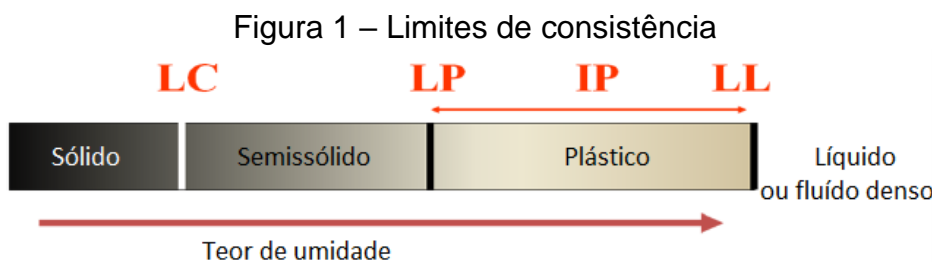 Figura 1 – Limites de consistência
LC LP IP LL
Sólido Semissólido Plástico Líquido
ou fluído denso
Teor de umidade